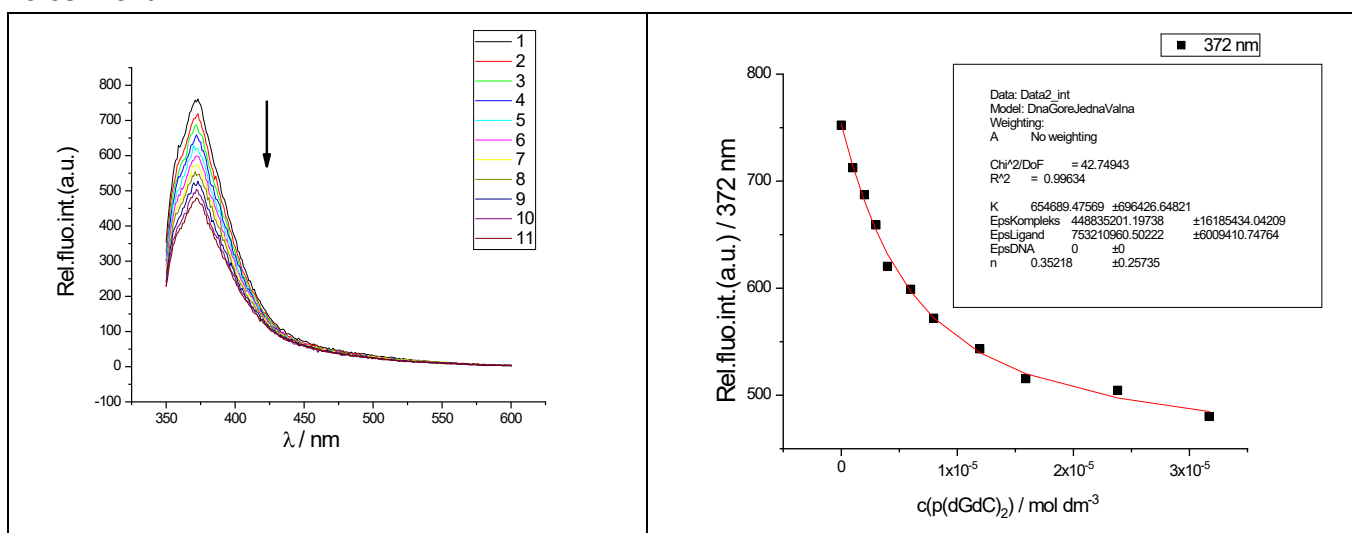 1
2
3
4
5
6
7
8
9
10
11
800
700
600
500
400
300
200
100
0
-100
Rel.fluo.int.(a.u.)
350 400 450 500 550 600
λ / nm
372 nm
Data: Data2_int
Model: DnaGoreJednaValna
Weighting:
A No weighting
Chi^2/DoF = 42.74943
R^2 = 0.99634
K 654689.47569 ±696426.64821
EpsKompleks 448835201.19738 ±16185434.04209
EpsLigand 753210960.50222 ±6009410.74764
EpsDNA 0 ±0
n 0.35218 ±0.25735
800
700
600
500
Rel.fluo.int.(a.u.) / 372 nm
0 1x10⁻⁵ 2x10⁻⁵ 3x10⁻⁵
c(p(dGdC)₂) / mol dm⁻³